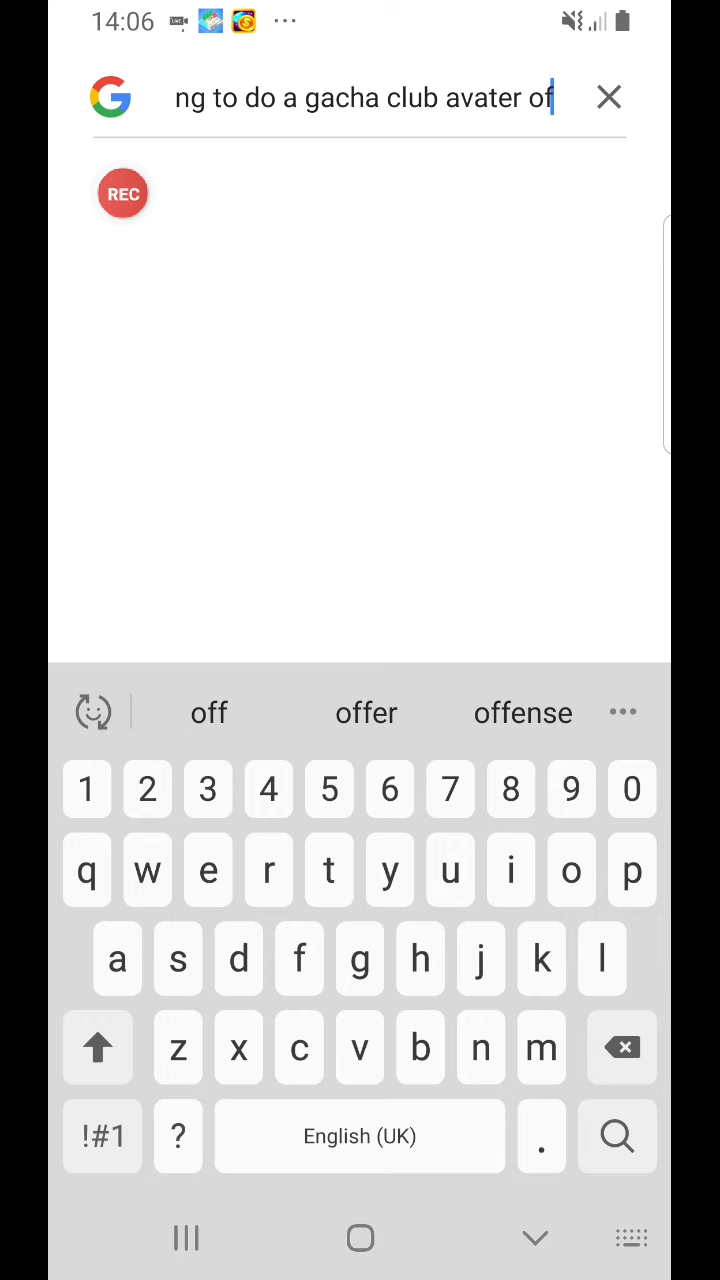 14:06
ng to do a gacha club avater of
REC
off offer offense
1 2 3 4 5 6 7 8 9 0
q w e r t y u i o p
a s d f g h j k l
z x c v b n m
!#1 ? English (UK) .